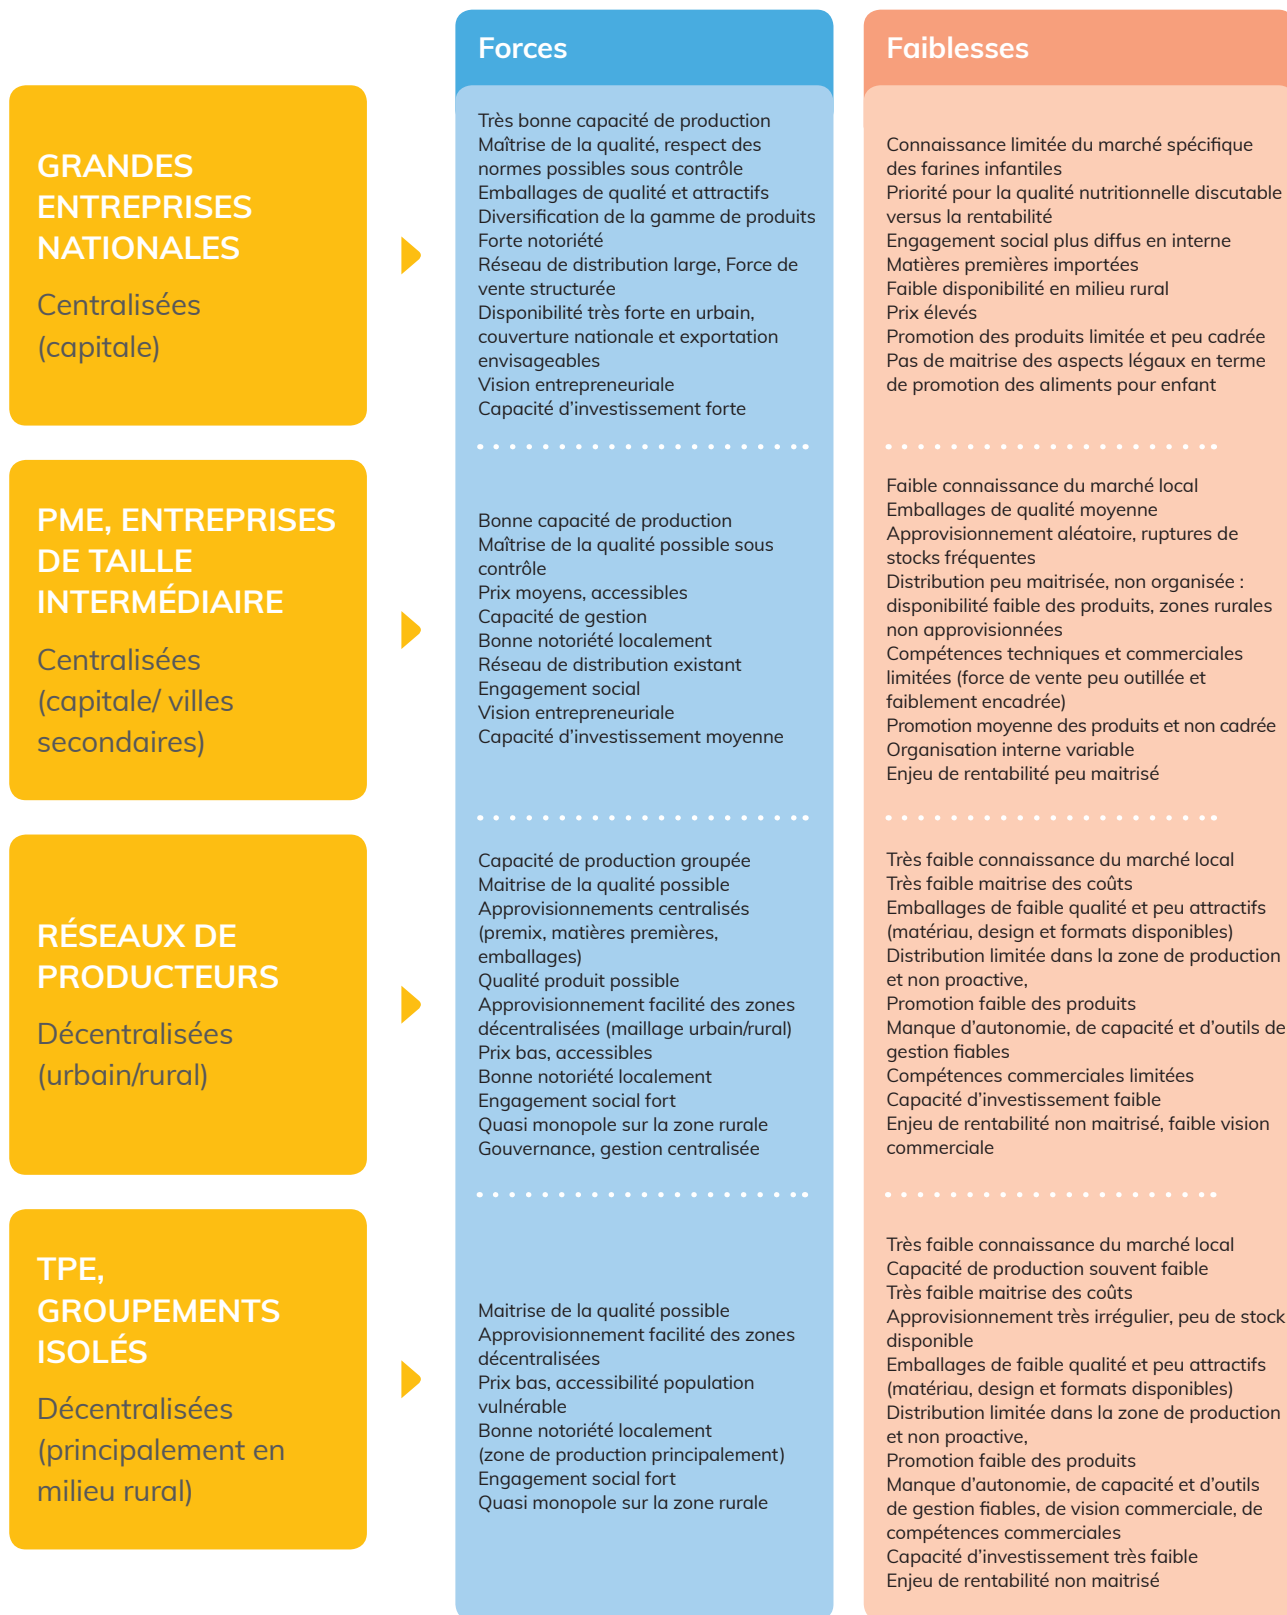 Forces
Faiblesses
GRANDES
ENTREPRISES
NATIONALES
Centralisées
(capitale)
Très bonne capacité de production
Maîtrise de la qualité, respect des
normes possibles sous contrôle
Emballages de qualité et attractifs
Diversification de la gamme de produits
Forte notoriété
Réseau de distribution large, Force de
vente structurée
Disponibilité très forte en urbain,
couverture nationale et exportation
envisageables
Vision entrepreneuriale
Capacité d’investissement forte
Connaissance limitée du marché spécifique
des farines infantiles
Priorité pour la qualité nutritionnelle discutable
versus la rentabilité
Engagement social plus diffus en interne
Matières premières importées
Faible disponibilité en milieu rural
Prix élevés
Promotion des produits limitée et peu cadrée
Pas de maitrise des aspects légaux en terme
de promotion des aliments pour enfant
PME, ENTREPRISES
DE TAILLE
INTERMÉDIAIRE
Centralisées
(capitale/ villes
secondaires)
Bonne capacité de production
Maîtrise de la qualité possible sous
contrôle
Prix moyens, accessibles
Capacité de gestion
Bonne notoriété localement
Réseau de distribution existant
Engagement social
Vision entrepreneuriale
Capacité d’investissement moyenne
Faible connaissance du marché local
Emballages de qualité moyenne
Approvisionnement aléatoire, ruptures de
stocks fréquentes
Distribution peu maitrisée, non organisée :
disponibilité faible des produits, zones rurales
non approvisionnées
Compétences techniques et commerciales
limitées (force de vente peu outillée et
faiblement encadrée)
Promotion moyenne des produits et non cadrée
Organisation interne variable
Enjeu de rentabilité peu maitrisé
RÉSEAUX DE
PRODUCTEURS
Décentralisées
(urbain/rural)
Capacité de production groupée
Maitrise de la qualité possible
Approvisionnements centralisés
(premix, matières premières,
emballages)
Qualité produit possible
Approvisionnement facilité des zones
décentralisées (maillage urbain/rural)
Prix bas, accessibles
Bonne notoriété localement
Engagement social fort
Quasi monopole sur la zone rurale
Gouvernance, gestion centralisée
Très faible connaissance du marché local
Très faible maitrise des coûts
Emballages de faible qualité et peu attractifs
(matériau, design et formats disponibles)
Distribution limitée dans la zone de production
et non proactive,
Promotion faible des produits
Manque d’autonomie, de capacité et d’outils de
gestion fiables
Compétences commerciales limitées
Capacité d’investissement faible
Enjeu de rentabilité non maitrisé, faible vision
commerciale
TPE,
GROUPEMENTS
ISOLÉS
Décentralisées
(principalement en
milieu rural)
Maitrise de la qualité possible
Approvisionnement facilité des zones
décentralisées
Prix bas, accessibilité population
vulnérable
Bonne notoriété localement
(zone de production principalement)
Engagement social fort
Quasi monopole sur la zone rurale
Très faible connaissance du marché local
Capacité de production souvent faible
Très faible maitrise des coûts
Approvisionnement très irrégulier, peu de stock
disponible
Emballages de faible qualité et peu attractifs
(matériau, design et formats disponibles)
Distribution limitée dans la zone de production
et non proactive,
Promotion faible des produits
Manque d’autonomie, de capacité et d’outils
de gestion fiables, de vision commerciale, de
compétences commerciales
Capacité d’investissement très faible
Enjeu de rentabilité non maitrisé